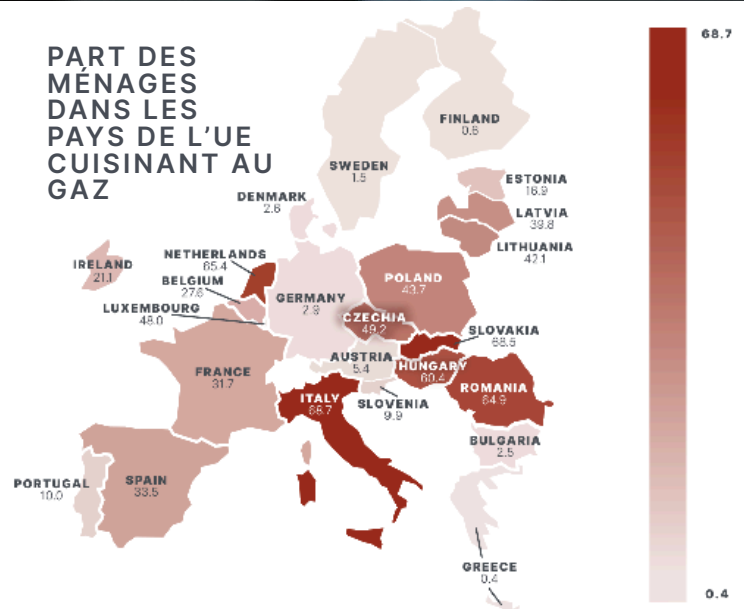 PART DES
MÉNAGES
DANS LES
PAYS DE L'UE
CUISINANT AU
GAZ
68.7
FINLAND
0.6
SWEDEN
1.5
ESTONIA
16.9
DENMARK
2.6
LATVIA
39.8
LITHUANIA
42.1
IRELAND
21.1
NETHERLANDS
65.4
BELGIUM
27.6
POLAND
43.7
GERMANY
2.9
LUXEMBOURG
48.0
CZECHIA
49.2
SLOVAKIA
68.5
AUSTRIA
5.4
HUNGARY
60.4
FRANCE
31.7
ROMANIA
64.9
ITALY
68.7
SLOVENIA
9.9
BULGARIA
2.5
PORTUGAL
10.0
SPAIN
33.5
GREECE
0.4
0.4